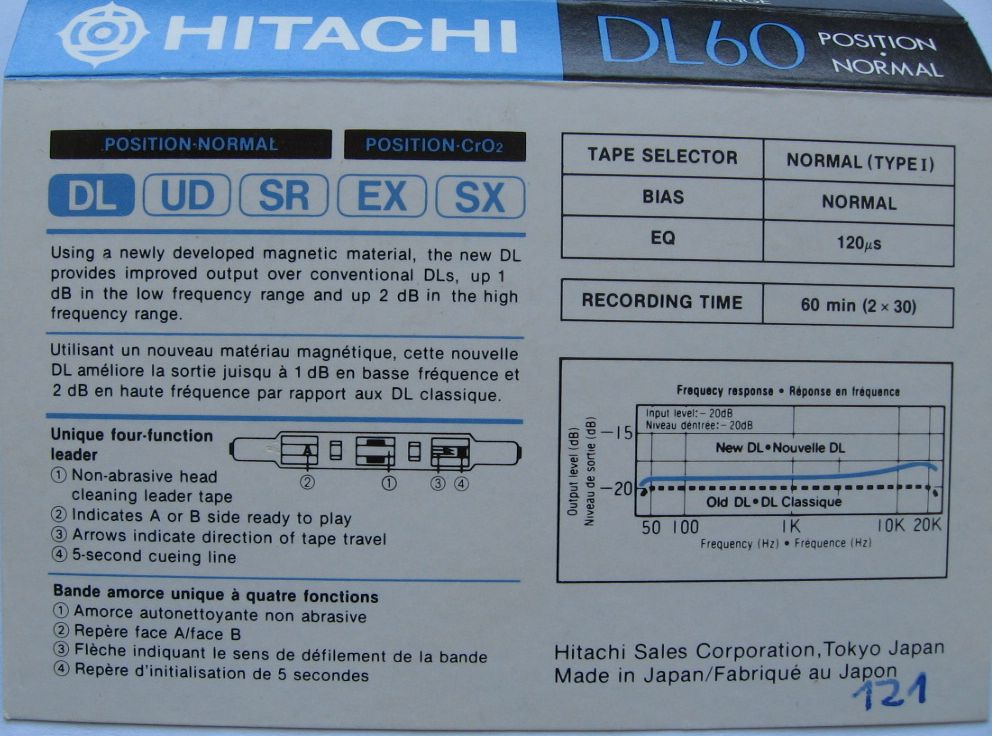 HITACHI
DL60 POSITION
· NORMAL
POSITION·NORMAL POSITION·CrO2
DL UD SR EX SX
Using a newly developed magnetic material, the new DL
provides improved output over conventional DLs, up 1
dB in the low frequency range and up 2 dB in the high
frequency range.
Utilisant un nouveau matériau magnétique, cette nouvelle
DL améliore la sortie juisqu à 1 dB en basse fréquence et
2 dB en haute fréquence par rapport aux DL classique.
Unique four-function
leader
① Non-abrasive head
cleaning leader tape
② Indicates A or B side ready to play
③ Arrows indicate direction of tape travel
④ 5-second cueing line
A
② ① ③ ④
Bande amorce unique à quatre fonctions
① Amorce autonettoyante non abrasive
② Repère face A/face B
③ Flèche indiquant le sens de défilement de la bande
④ Repère d'initialisation de 5 secondes
TAPE SELECTOR NORMAL (TYPE I)
BIAS NORMAL
EQ 120μs
RECORDING TIME 60 min (2 × 30)
Frequecy response • Réponse en fréquence
Input level:− 20dB
Niveau dentrée:− 20dB
Output level (dB)
Niveau de sortie (dB)
−15
New DL•Nouvelle DL
−20
Old DL•DL Classique
50 100 1K 10K 20K
Frequency (Hz) • Fréquence (Hz)
Hitachi Sales Corporation,Tokyo Japan
Made in Japan/Fabriqué au Japon
121